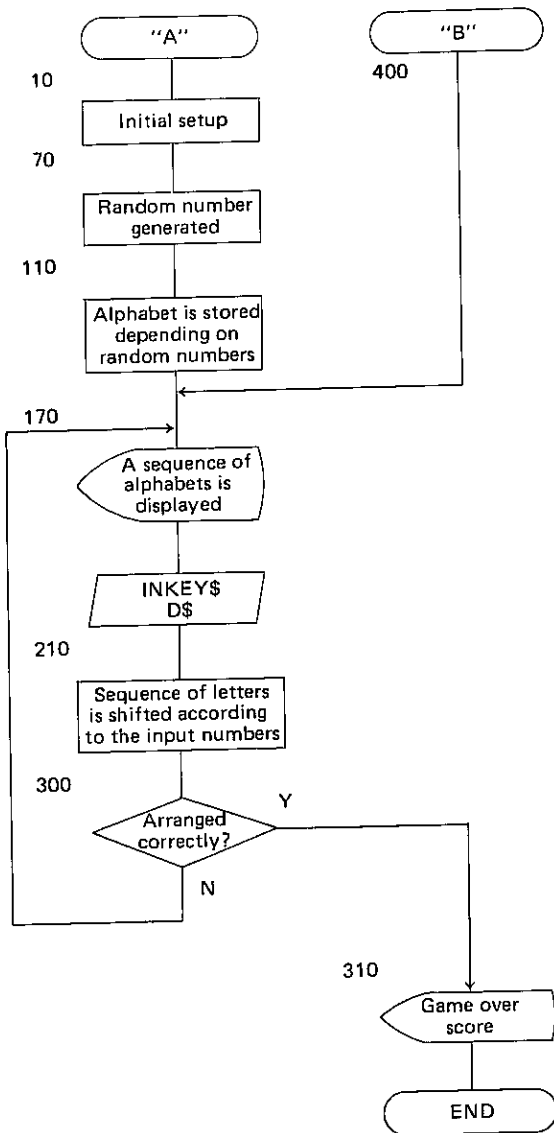 "A"
"B"
10
400
Initial setup
70
Random number
generated
110
Alphabet is stored
depending on
random numbers
170
A sequence of
alphabets is
displayed
INKEY$
D$
210
Sequence of letters
is shifted according
to the input numbers
300
Arranged
correctly?
Y
N
310
Game over
score
END